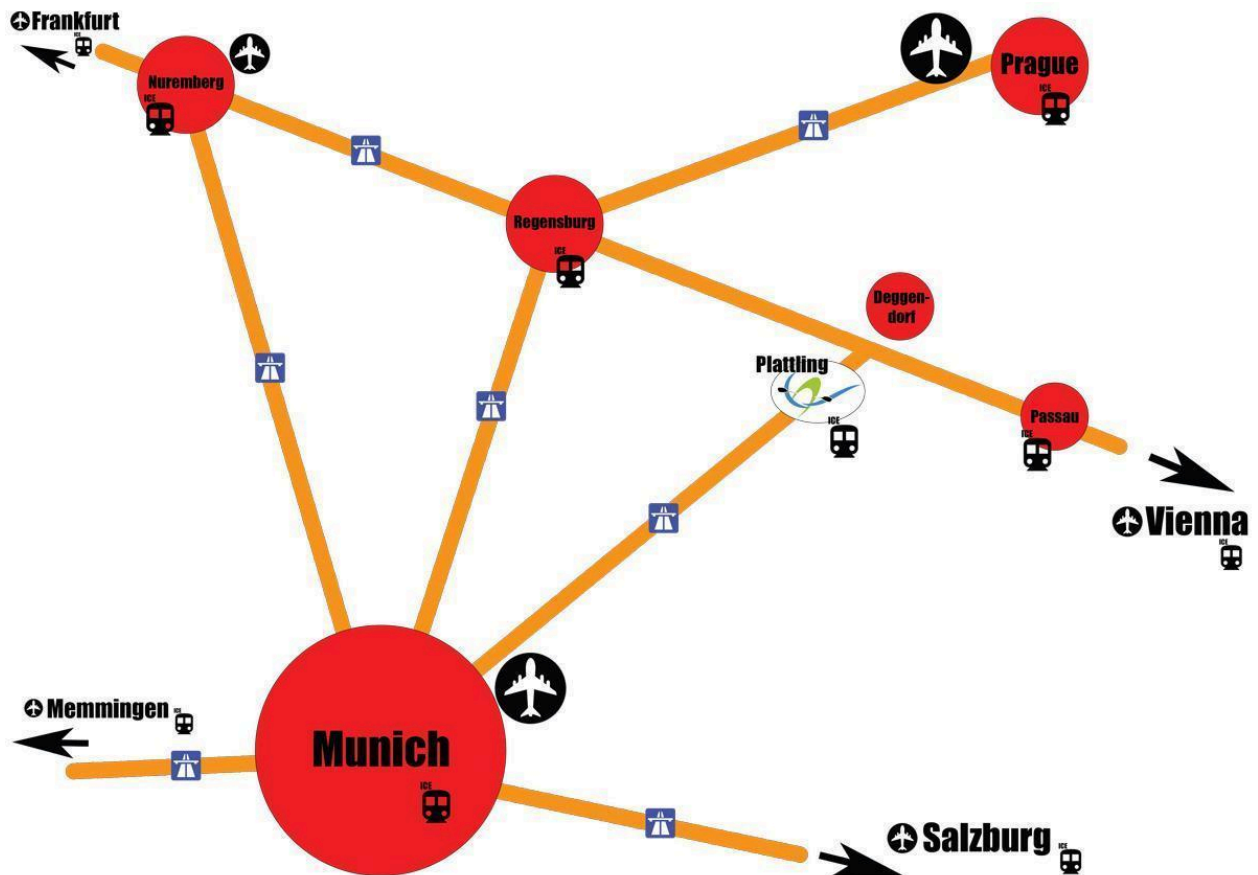 Frankfurt
ICE
Nuremberg
ICE
Prague
ICE
Regensburg
ICE
Deggen-
dorf
Plattling
ICE
Passau
ICE
Vienna
ICE
Memmingen
ICE
Munich
ICE
Salzburg
ICE